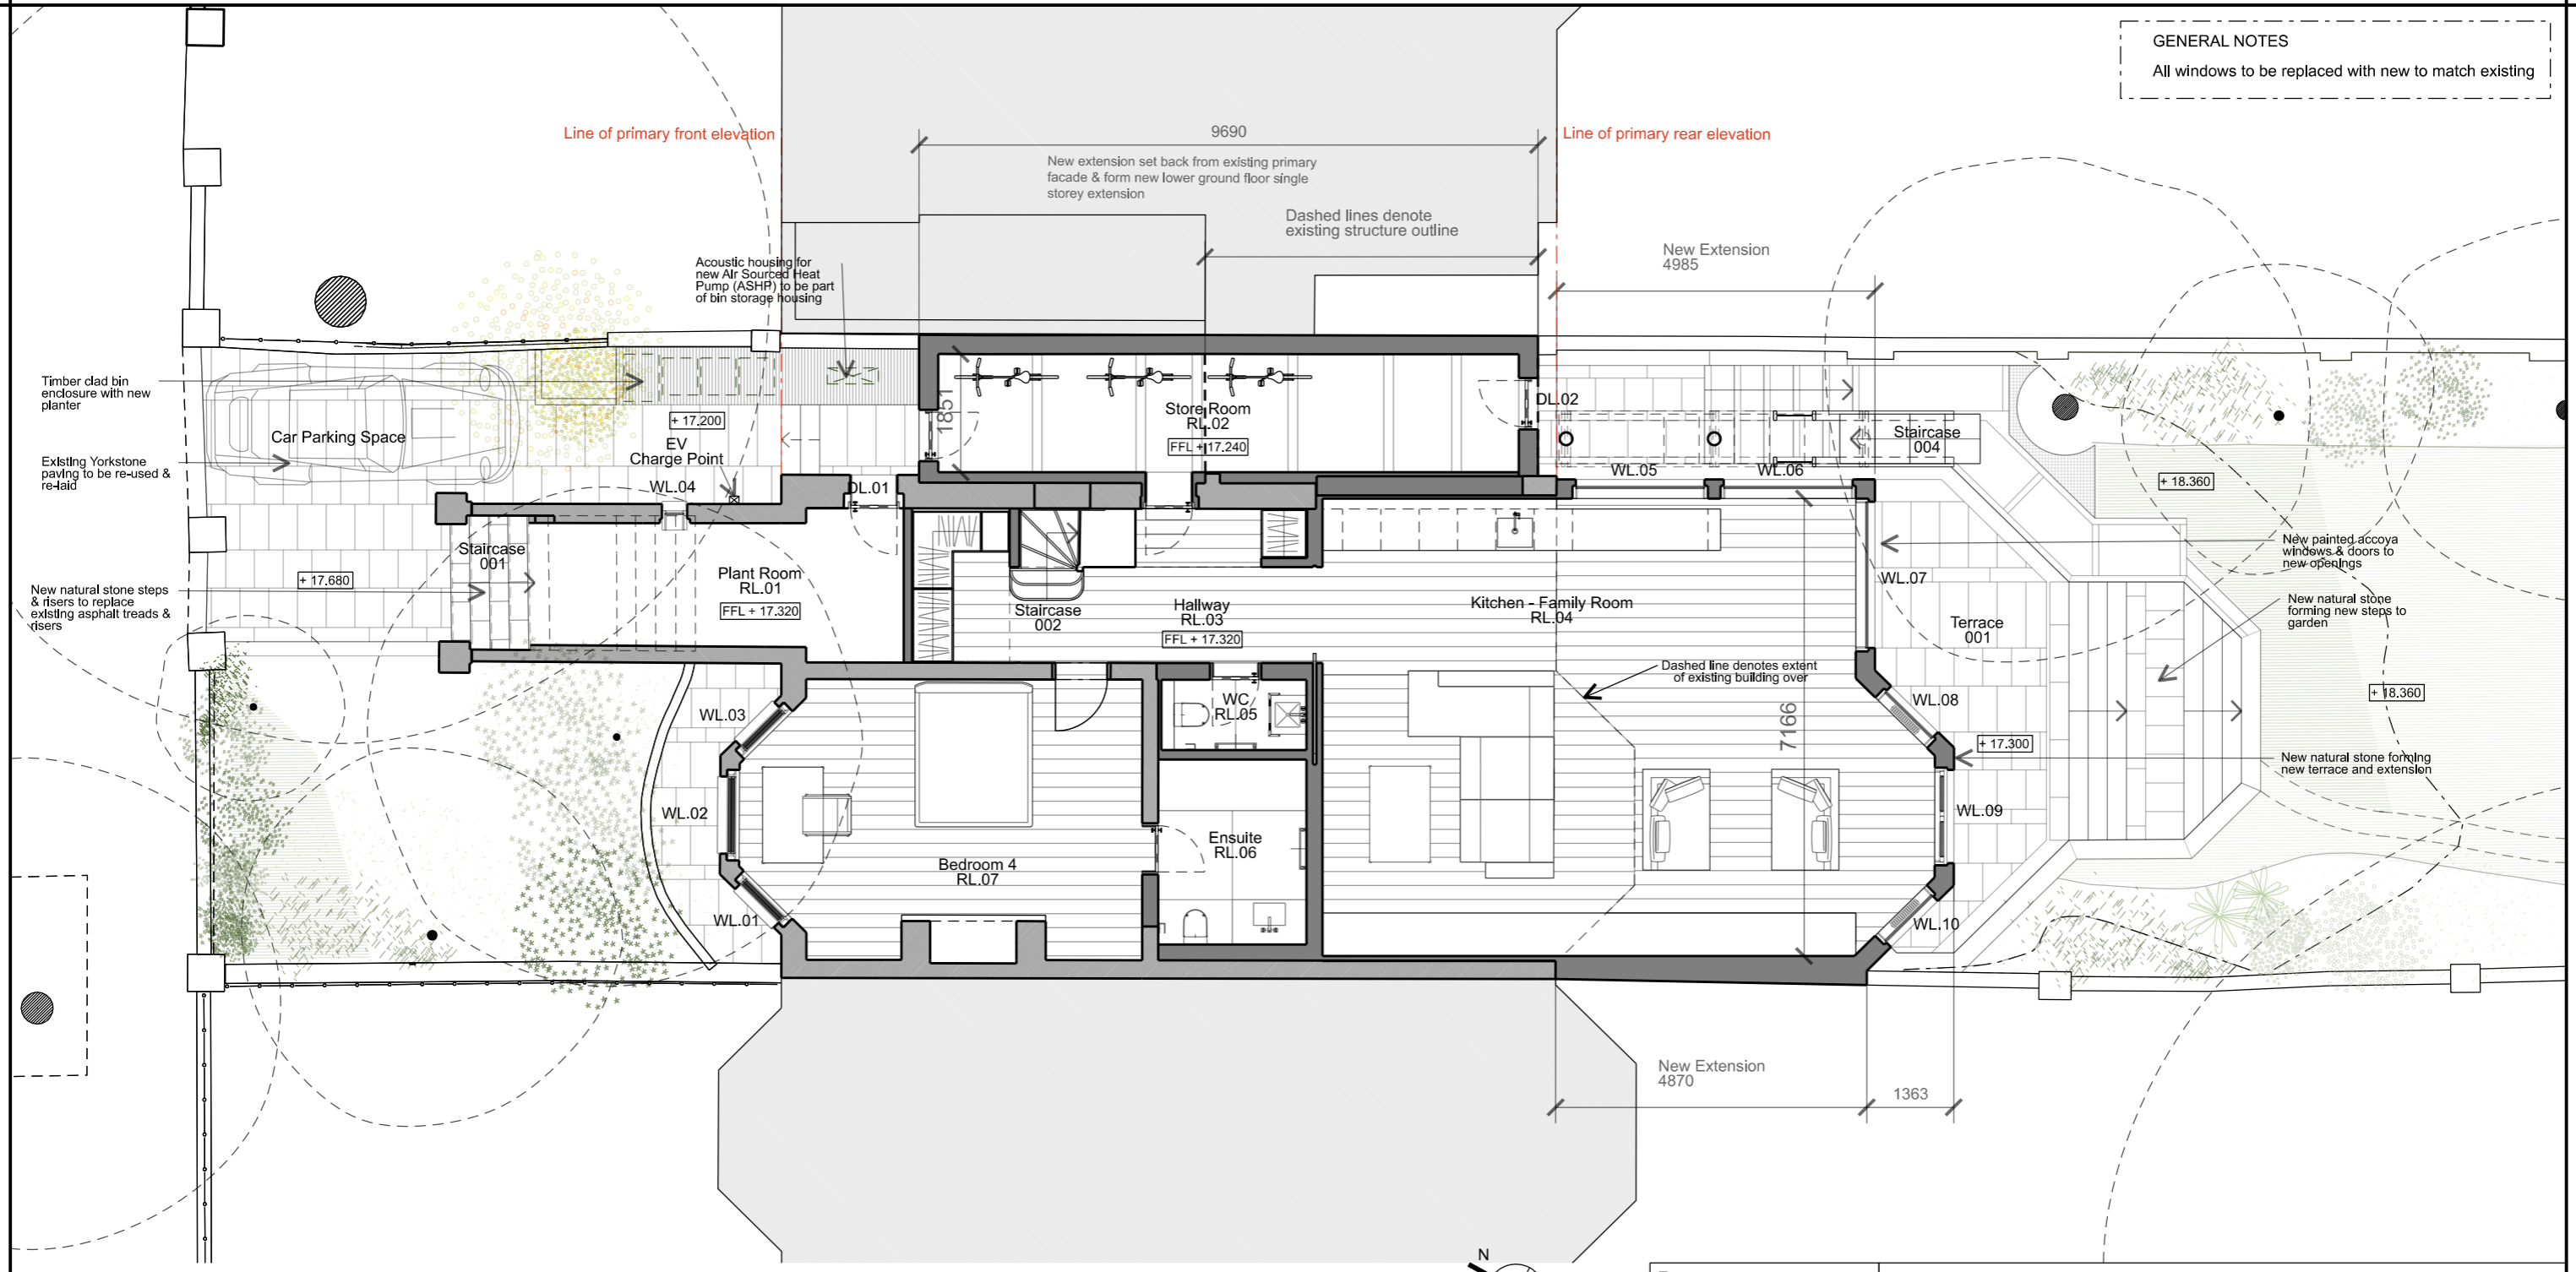 GENERAL NOTES
All windows to be replaced with new to match existing
Line of primary front elevation
9690
Line of primary rear elevation
New extension set back from existing primary
facade & form new lower ground floor single
storey extension
Dashed lines denote
existing structure outline
New Extension
4985
Acoustic housing for
new Air Sourced Heat
Pump (ASHP) to be part
of bin storage housing
Timber clad bin
enclosure with new
planter
Car Parking Space
+ 17.200
EV
Charge Point
WL.04
DL.01
1851
Store Room
RL.02
FFL + 17.240
DL.02
WL.05
WL.06
Staircase
004
+ 18.360
Existing Yorkstone
paving to be re-used &
re-laid
Staircase
001
+ 17.680
Plant Room
RL.01
FFL + 17.320
New natural stone steps
& risers to replace
existing asphalt treads &
risers
Staircase
002
Hallway
RL.03
FFL + 17.320
Kitchen - Family Room
RL.04
WL.07
New painted accoya
windows & doors to
new openings
Terrace
001
New natural stone
forming new steps to
garden
Dashed line denotes extent
of existing building over
WL.03
WC
RL.05
7166
WL.08
+ 18.360
+ 17.300
New natural stone forming
new terrace and extension
WL.02
Ensuite
RL.06
WL.09
Bedroom 4
RL.07
WL.01
WL.10
New Extension
4870
1363
N